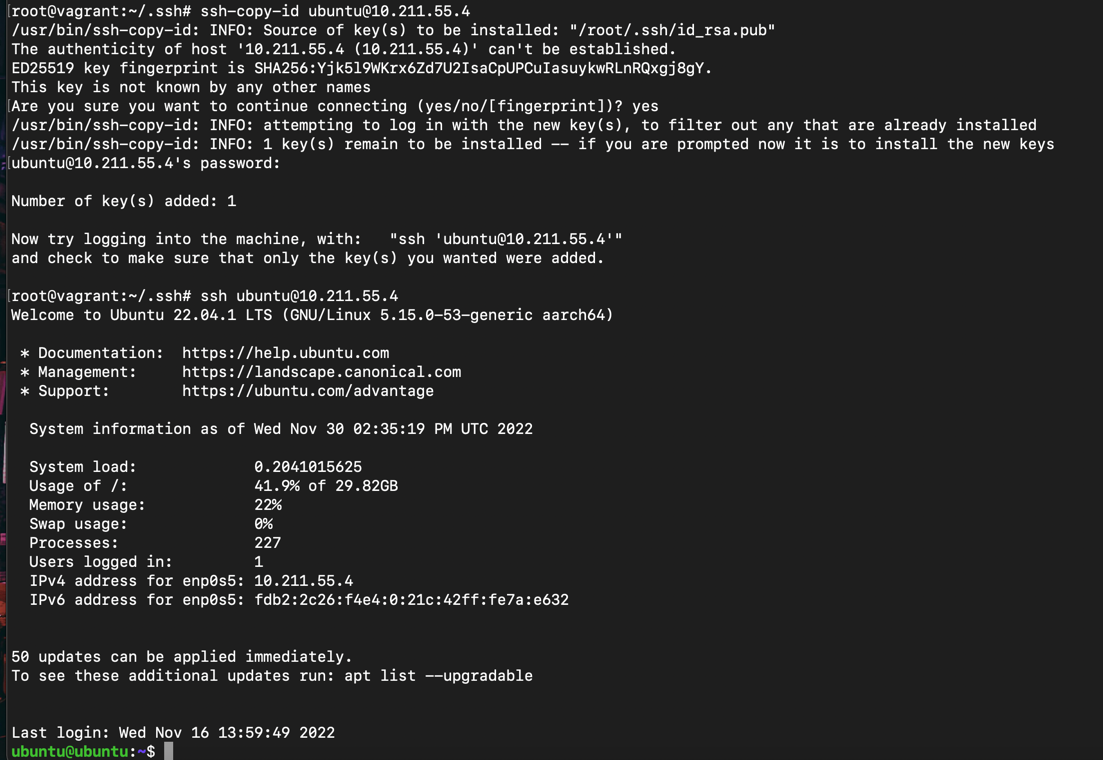 [root@vagrant:~/.ssh# ssh-copy-id ubuntu@10.211.55.4
/usr/bin/ssh-copy-id: INFO: Source of key(s) to be installed: "/root/.ssh/id_rsa.pub"
The authenticity of host '10.211.55.4 (10.211.55.4)' can't be established.
ED25519 key fingerprint is SHA256:Yjk5l9WKrx6Zd7U2IsaCpUPCuIasuykwRLnRQxgj8gY.
This key is not known by any other names
[Are you sure you want to continue connecting (yes/no/[fingerprint])? yes
/usr/bin/ssh-copy-id: INFO: attempting to log in with the new key(s), to filter out any that are already installed
/usr/bin/ssh-copy-id: INFO: 1 key(s) remain to be installed -- if you are prompted now it is to install the new keys
[ubuntu@10.211.55.4's password:
Number of key(s) added: 1
Now try logging into the machine, with:   "ssh 'ubuntu@10.211.55.4'"
and check to make sure that only the key(s) you wanted were added.
[root@vagrant:~/.ssh# ssh ubuntu@10.211.55.4
Welcome to Ubuntu 22.04.1 LTS (GNU/Linux 5.15.0-53-generic aarch64)
* Documentation:  https://help.ubuntu.com
* Management:     https://landscape.canonical.com
* Support:        https://ubuntu.com/advantage
System information as of Wed Nov 30 02:35:19 PM UTC 2022
System load:             0.2041015625
Usage of /:              41.9% of 29.82GB
Memory usage:            22%
Swap usage:              0%
Processes:               227
Users logged in:         1
IPv4 address for enp0s5: 10.211.55.4
IPv6 address for enp0s5: fdb2:2c26:f4e4:0:21c:42ff:fe7a:e632
50 updates can be applied immediately.
To see these additional updates run: apt list --upgradable
Last login: Wed Nov 16 13:59:49 2022
ubuntu@ubuntu:~$